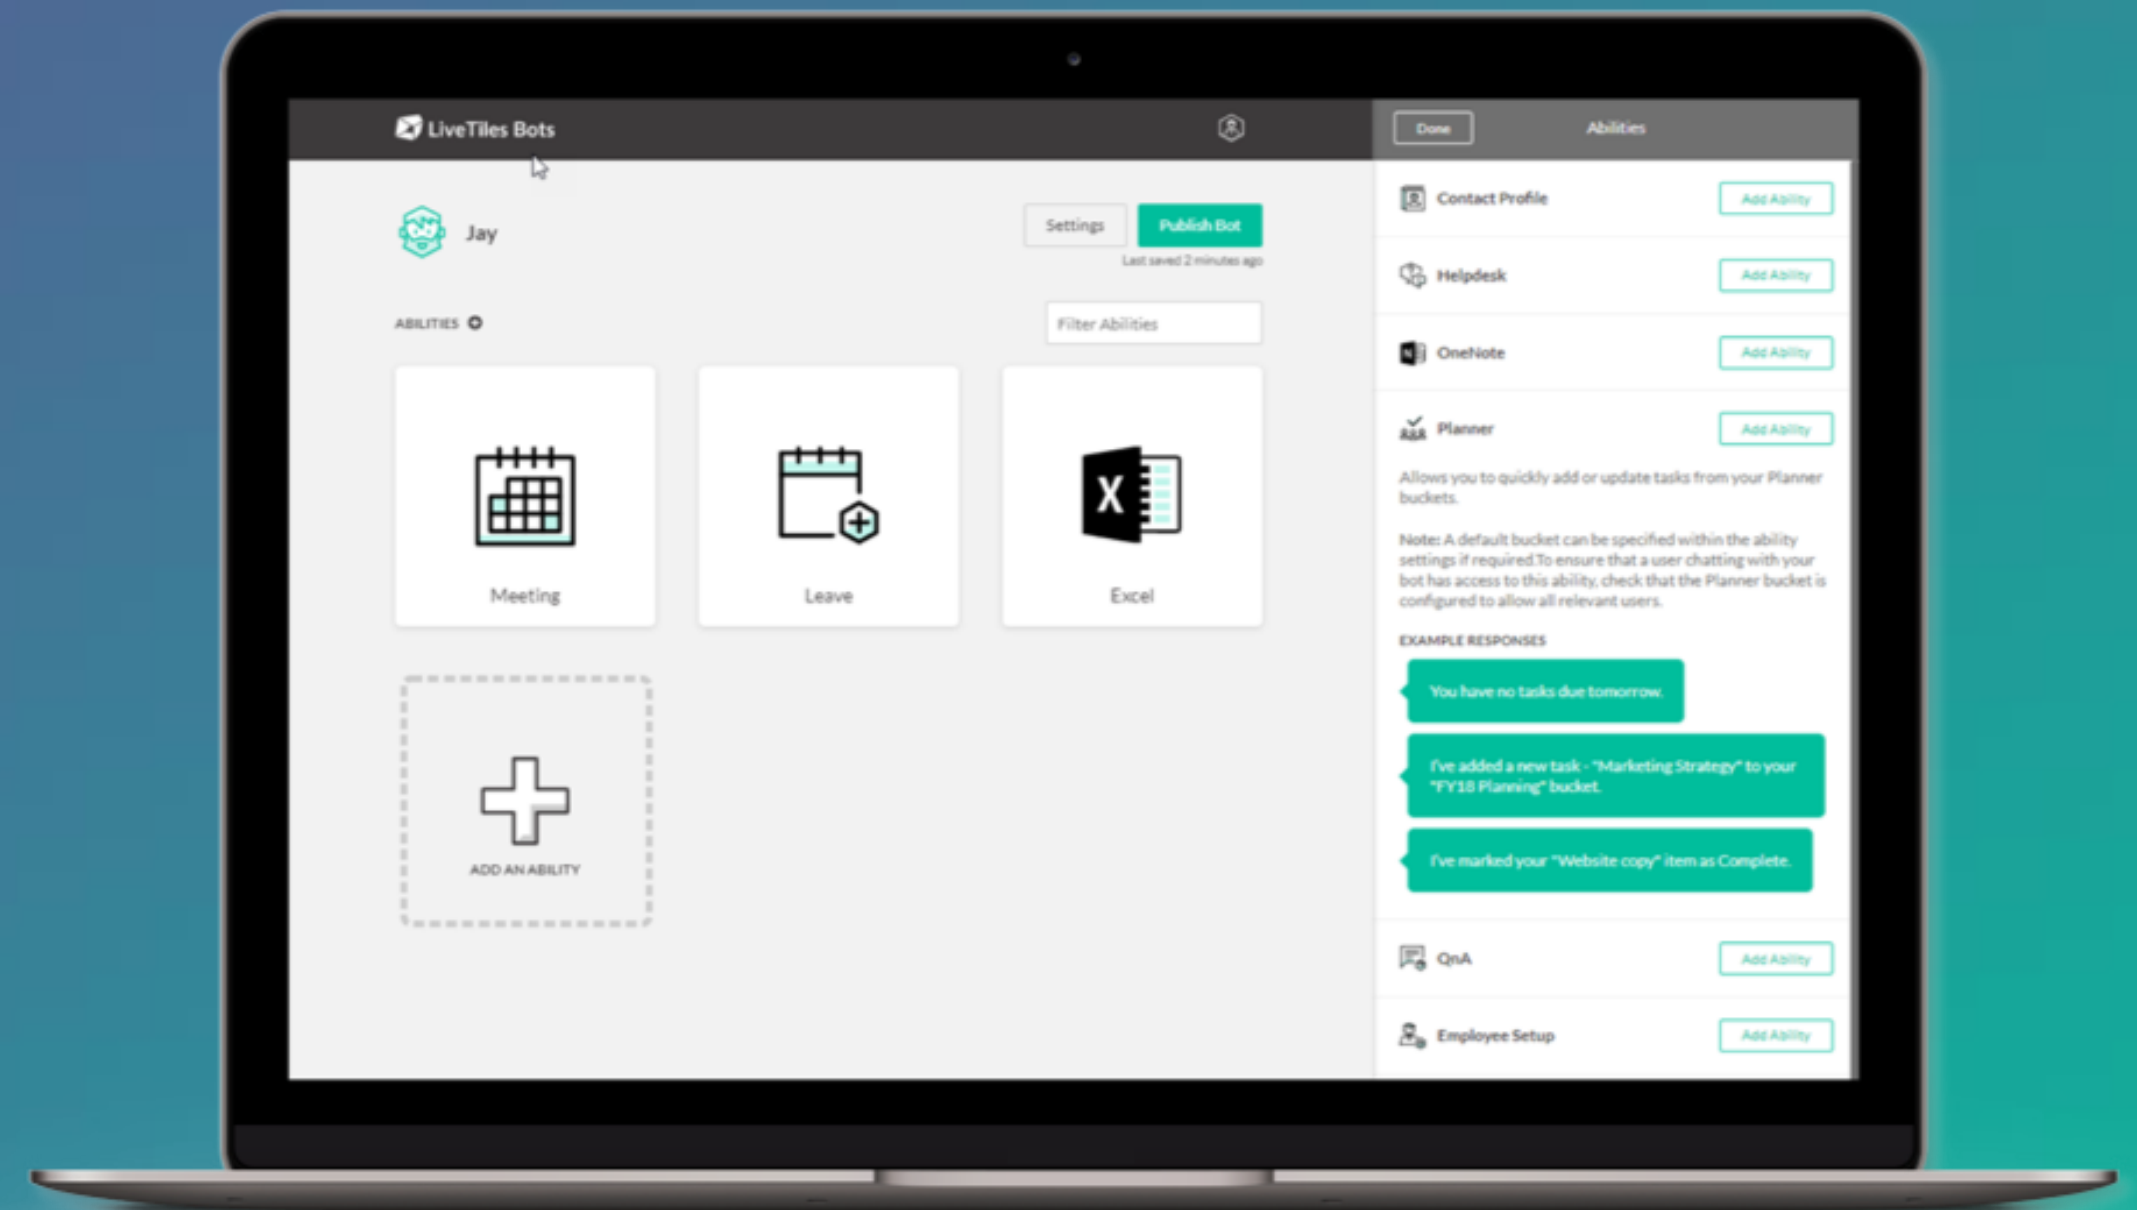 LiveTiles Bots
Done
Abilities
Jay
Settings
Publish Bot
Last saved 2 minutes ago
ABILITIES
Filter Abilities
Meeting
Leave
X
Excel
ADD AN ABILITY
Contact Profile
Add Ability
Helpdesk
Add Ability
N
OneNote
Add Ability
Planner
Add Ability
Allows you to quickly add or update tasks from your Planner
buckets.
Note: A default bucket can be specified within the ability
settings if required.To ensure that a user chatting with your
bot has access to this ability, check that the Planner bucket is
configured to allow all relevant users.
EXAMPLE RESPONSES
You have no tasks due tomorrow.
I've added a new task - "Marketing Strategy" to your
"FY18 Planning" bucket.
I've marked your "Website copy" item as Complete.
QnA
Add Ability
Employee Setup
Add Ability